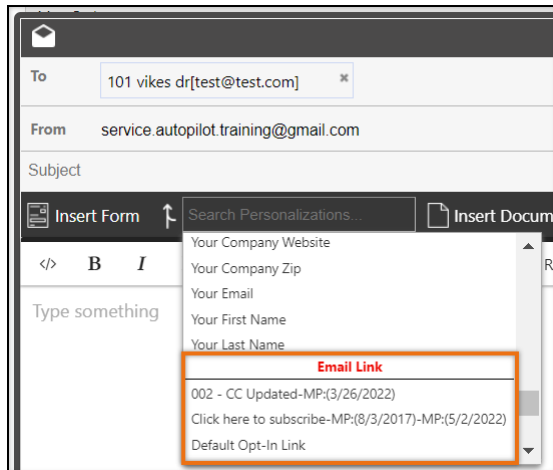 To
101 vikes dr[test@test.com] ×
From service.autopilot.training@gmail.com
Subject
Insert Form Search Personalizations... Insert Docum
</> B I R
Type something
Your Company Website
Your Company Zip
Your Email
Your First Name
Your Last Name
Email Link
002 - CC Updated-MP:(3/26/2022)
Click here to subscribe-MP:(8/3/2017)-MP:(5/2/2022)
Default Opt-In Link